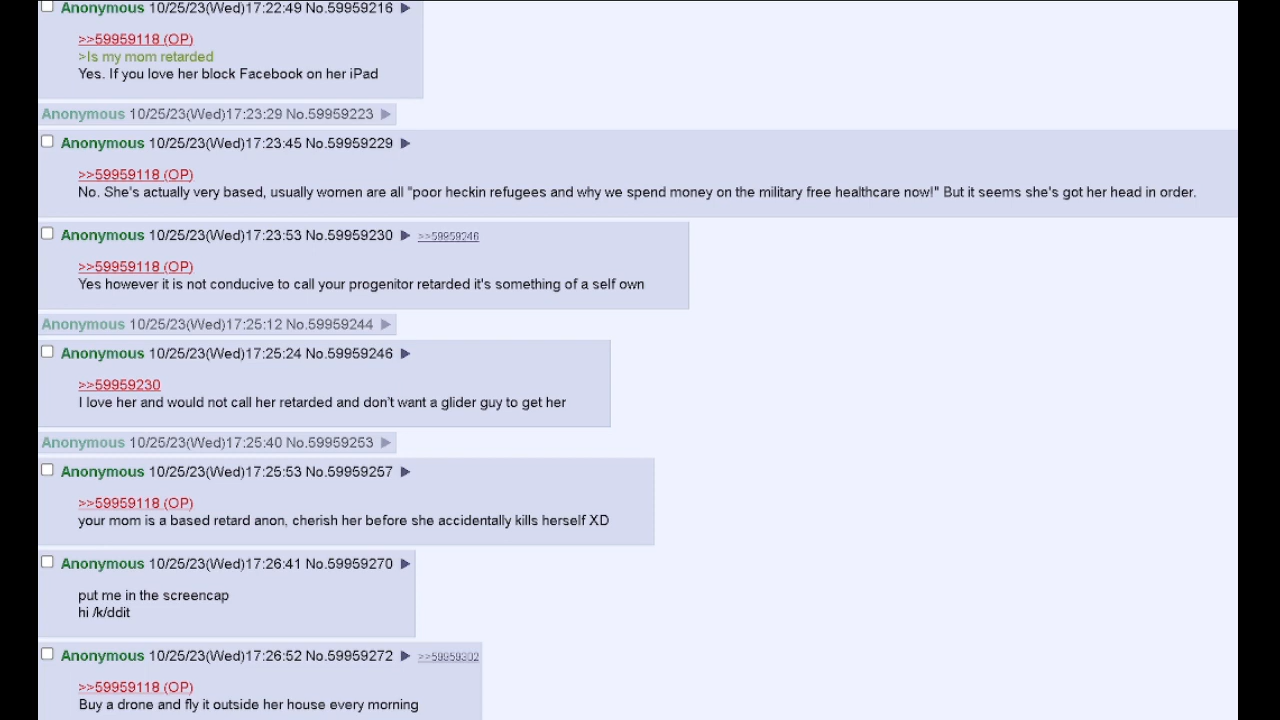 Anonymous 10/25/23(Wed)17:22:49 No.59959216 ▶
>>59959118 (OP)
>Is my mom retarded
Yes. If you love her block Facebook on her iPad
Anonymous 10/25/23(Wed)17:23:29 No.59959223 ▶
Anonymous 10/25/23(Wed)17:23:45 No.59959229 ▶
>>59959118 (OP)
No. She's actually very based, usually women are all "poor heckin refugees and why we spend money on the military free healthcare now!" But it seems she's got her head in order.
Anonymous 10/25/23(Wed)17:23:53 No.59959230 ▶ >>59959246
>>59959118 (OP)
Yes however it is not conducive to call your progenitor retarded it's something of a self own
Anonymous 10/25/23(Wed)17:25:12 No.59959244 ▶
Anonymous 10/25/23(Wed)17:25:24 No.59959246 ▶
>>59959230
I love her and would not call her retarded and don't want a glider guy to get her
Anonymous 10/25/23(Wed)17:25:40 No.59959253 ▶
Anonymous 10/25/23(Wed)17:25:53 No.59959257 ▶
>>59959118 (OP)
your mom is a based retard anon, cherish her before she accidentally kills herself XD
Anonymous 10/25/23(Wed)17:26:41 No.59959270 ▶
put me in the screencap
hi /k/ddit
Anonymous 10/25/23(Wed)17:26:52 No.59959272 ▶ >>59959302
>>59959118 (OP)
Buy a drone and fly it outside her house every morning